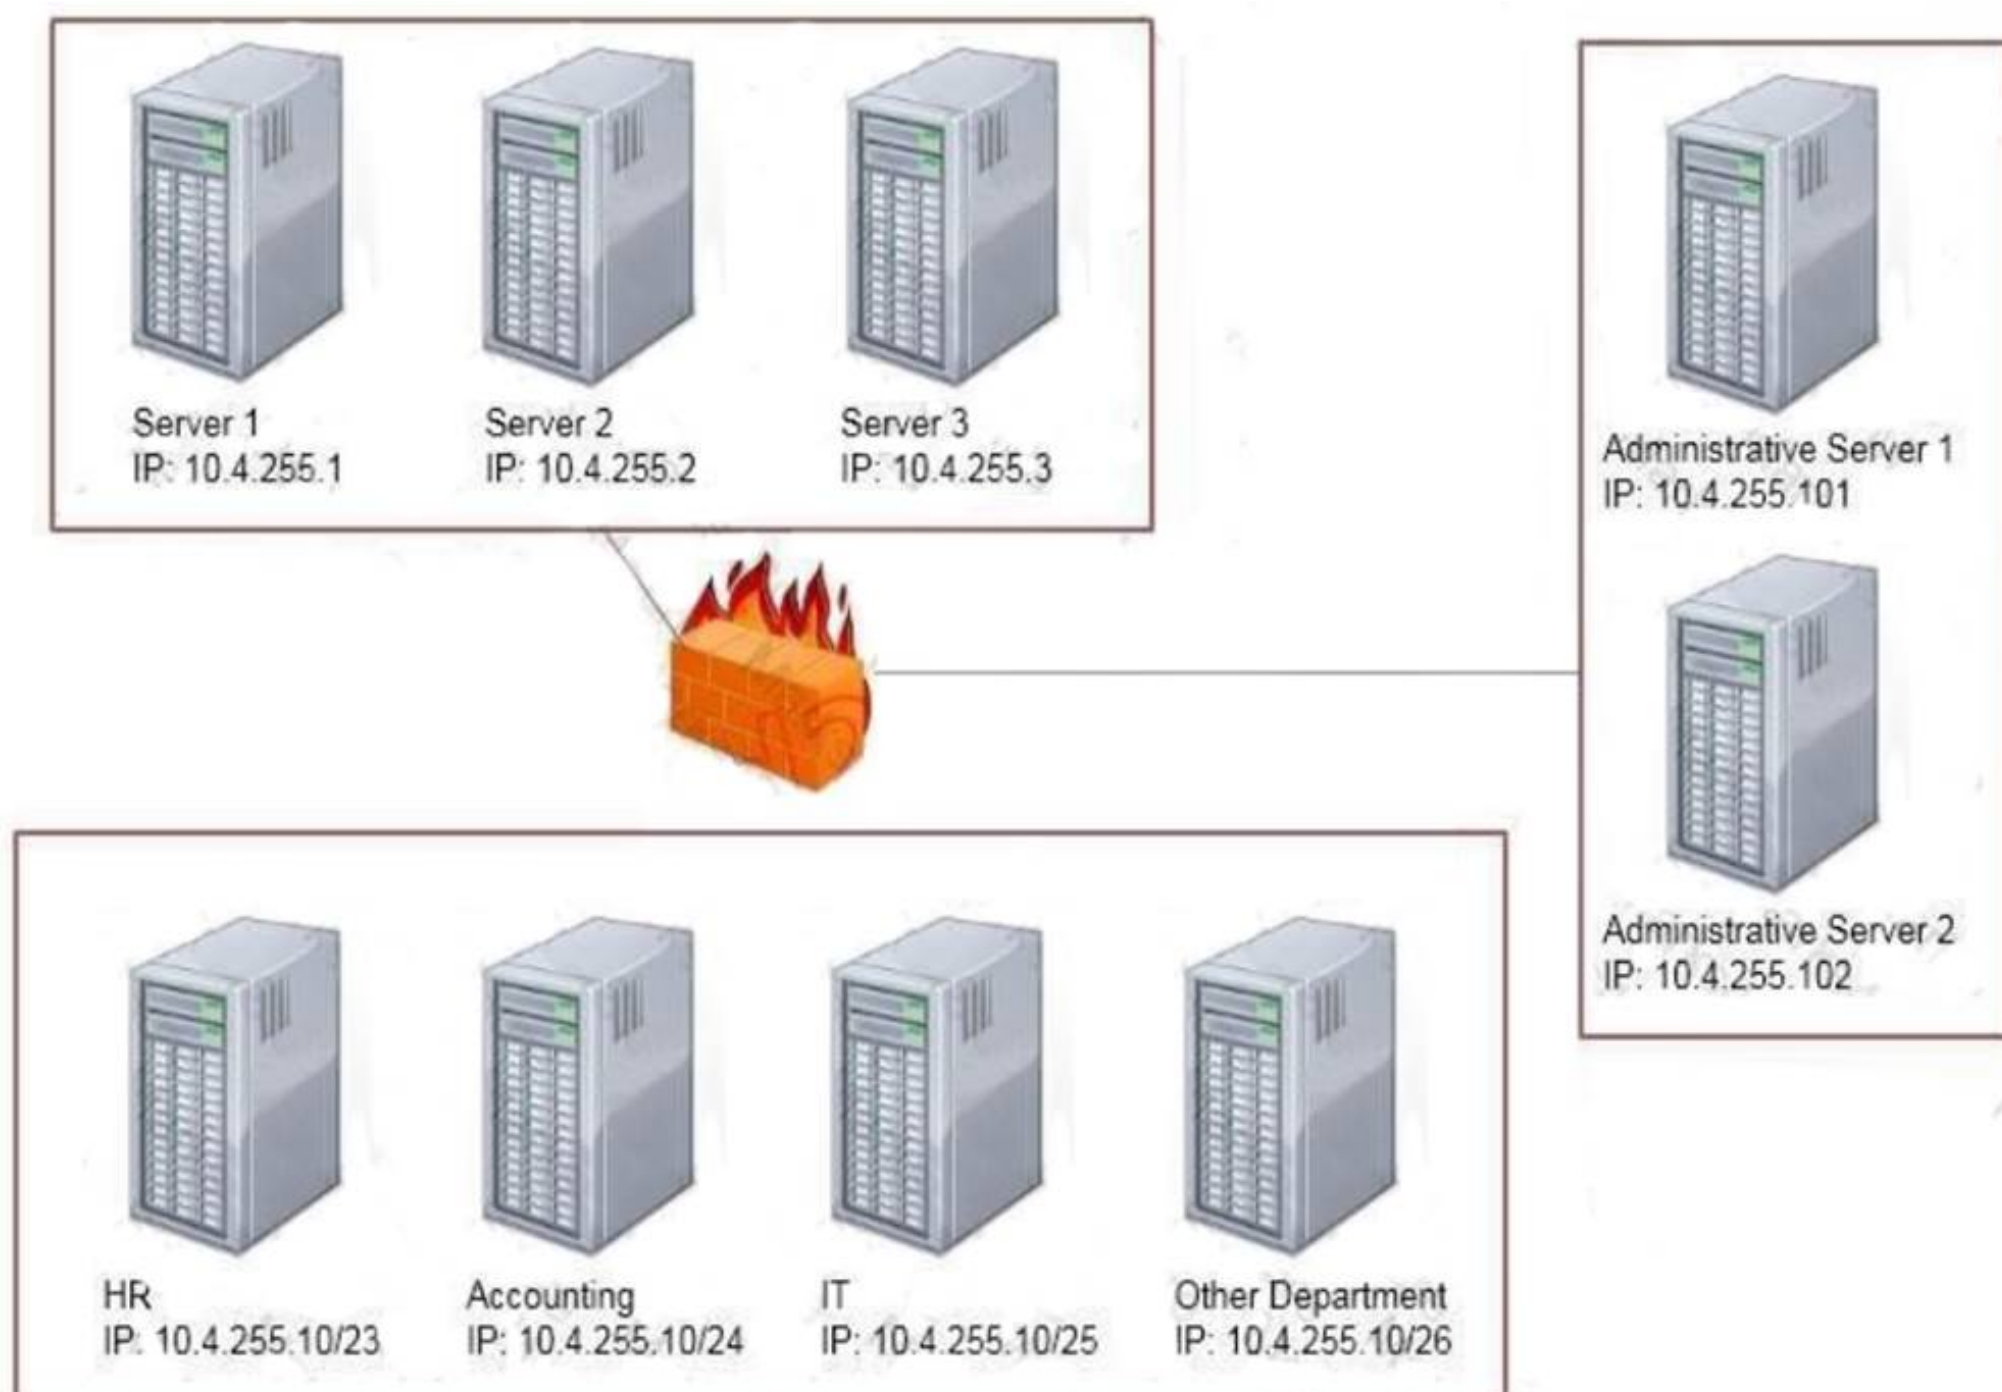 Server 1
IP: 10.4.255.1
Server 2
IP: 10.4.255.2
Server 3
IP: 10.4.255.3
Administrative Server 1
IP: 10.4.255.101
Administrative Server 2
IP: 10.4.255.102
HR
IP: 10.4.255.10/23
Accounting
IP: 10.4.255.10/24
IT
IP: 10.4.255.10/25
Other Department
IP: 10.4.255.10/26